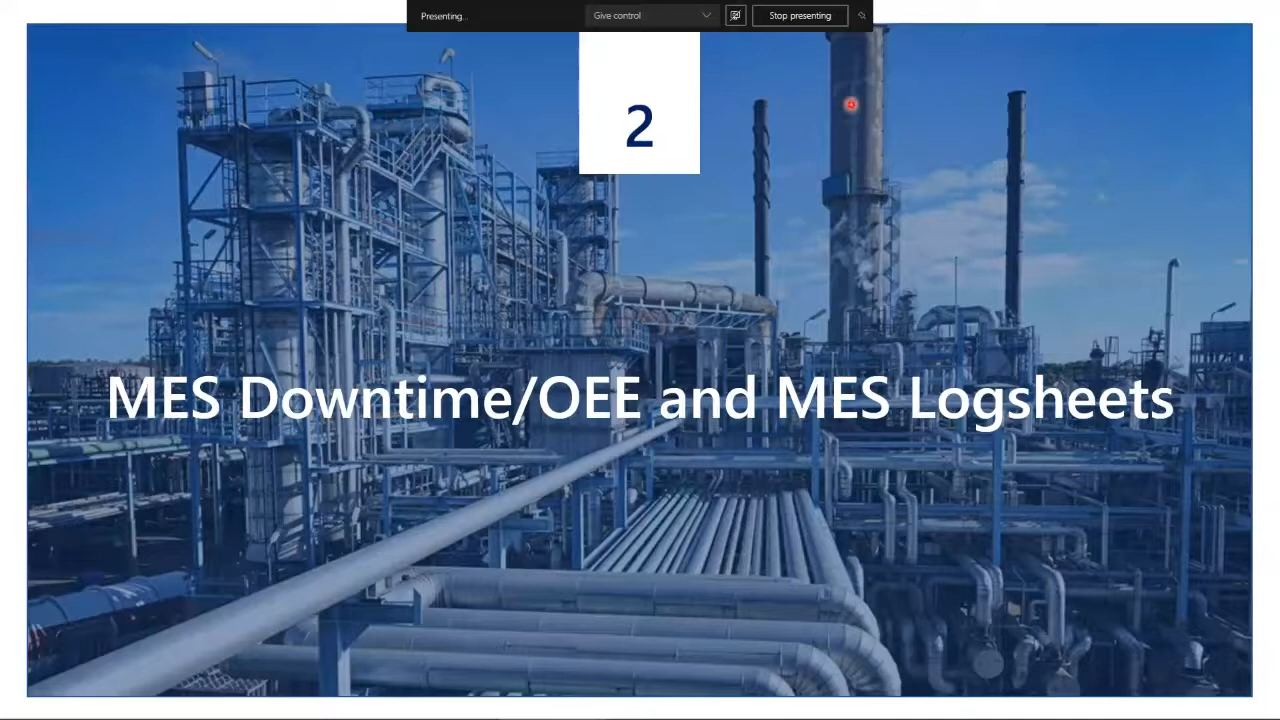 Presenting...
Give control
Stop presenting
2
MES Downtime/OEE and MES Logsheets